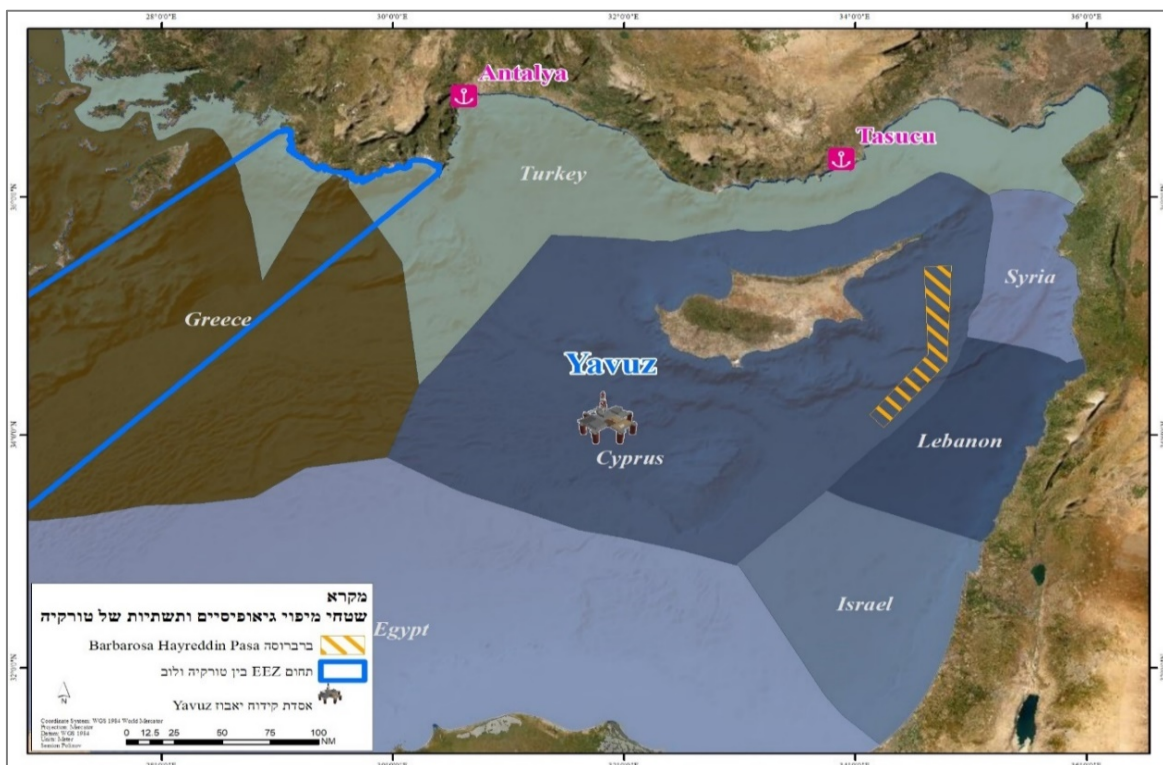 28°0'0"E 30°0'0"E 32°0'0"E 34°0'0"E 36°0'0"E
Antalya
Tasucu
Turkey
Syria
Greece
Yavuz
Cyprus
Lebanon
Israel
Egypt
מקרא
שטחי מיפוי גיאופיסיים ותשתיות של טורקיה
ברברוסה Barbarosa Hayreddin Pasa
תחום EEZ בין טורקיה ולוב
אסדת קידוח יאבוז Yavuz
N
Coordinate System: WGS 1984 World Mercator
Projection: Mercator
Datum: WGS 1984
Units: Meter
0 12.5 25 50 75 100
NM